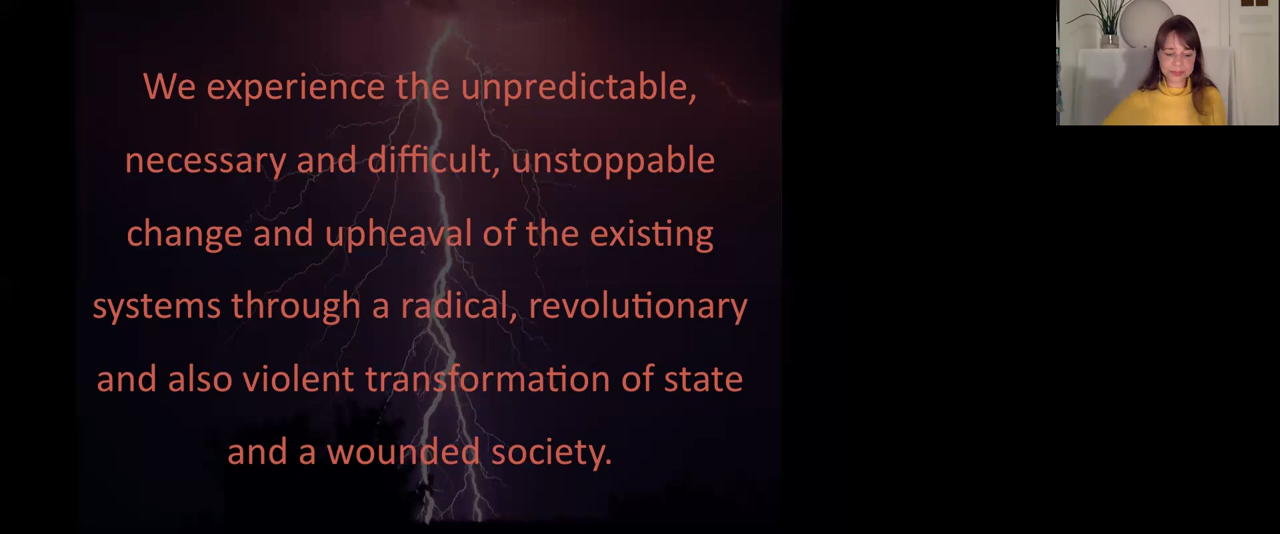 We experience the unpredictable,
necessary and difficult, unstoppable
change and upheaval of the existing
systems through a radical, revolutionary
and also violent transformation of state
and a wounded society.